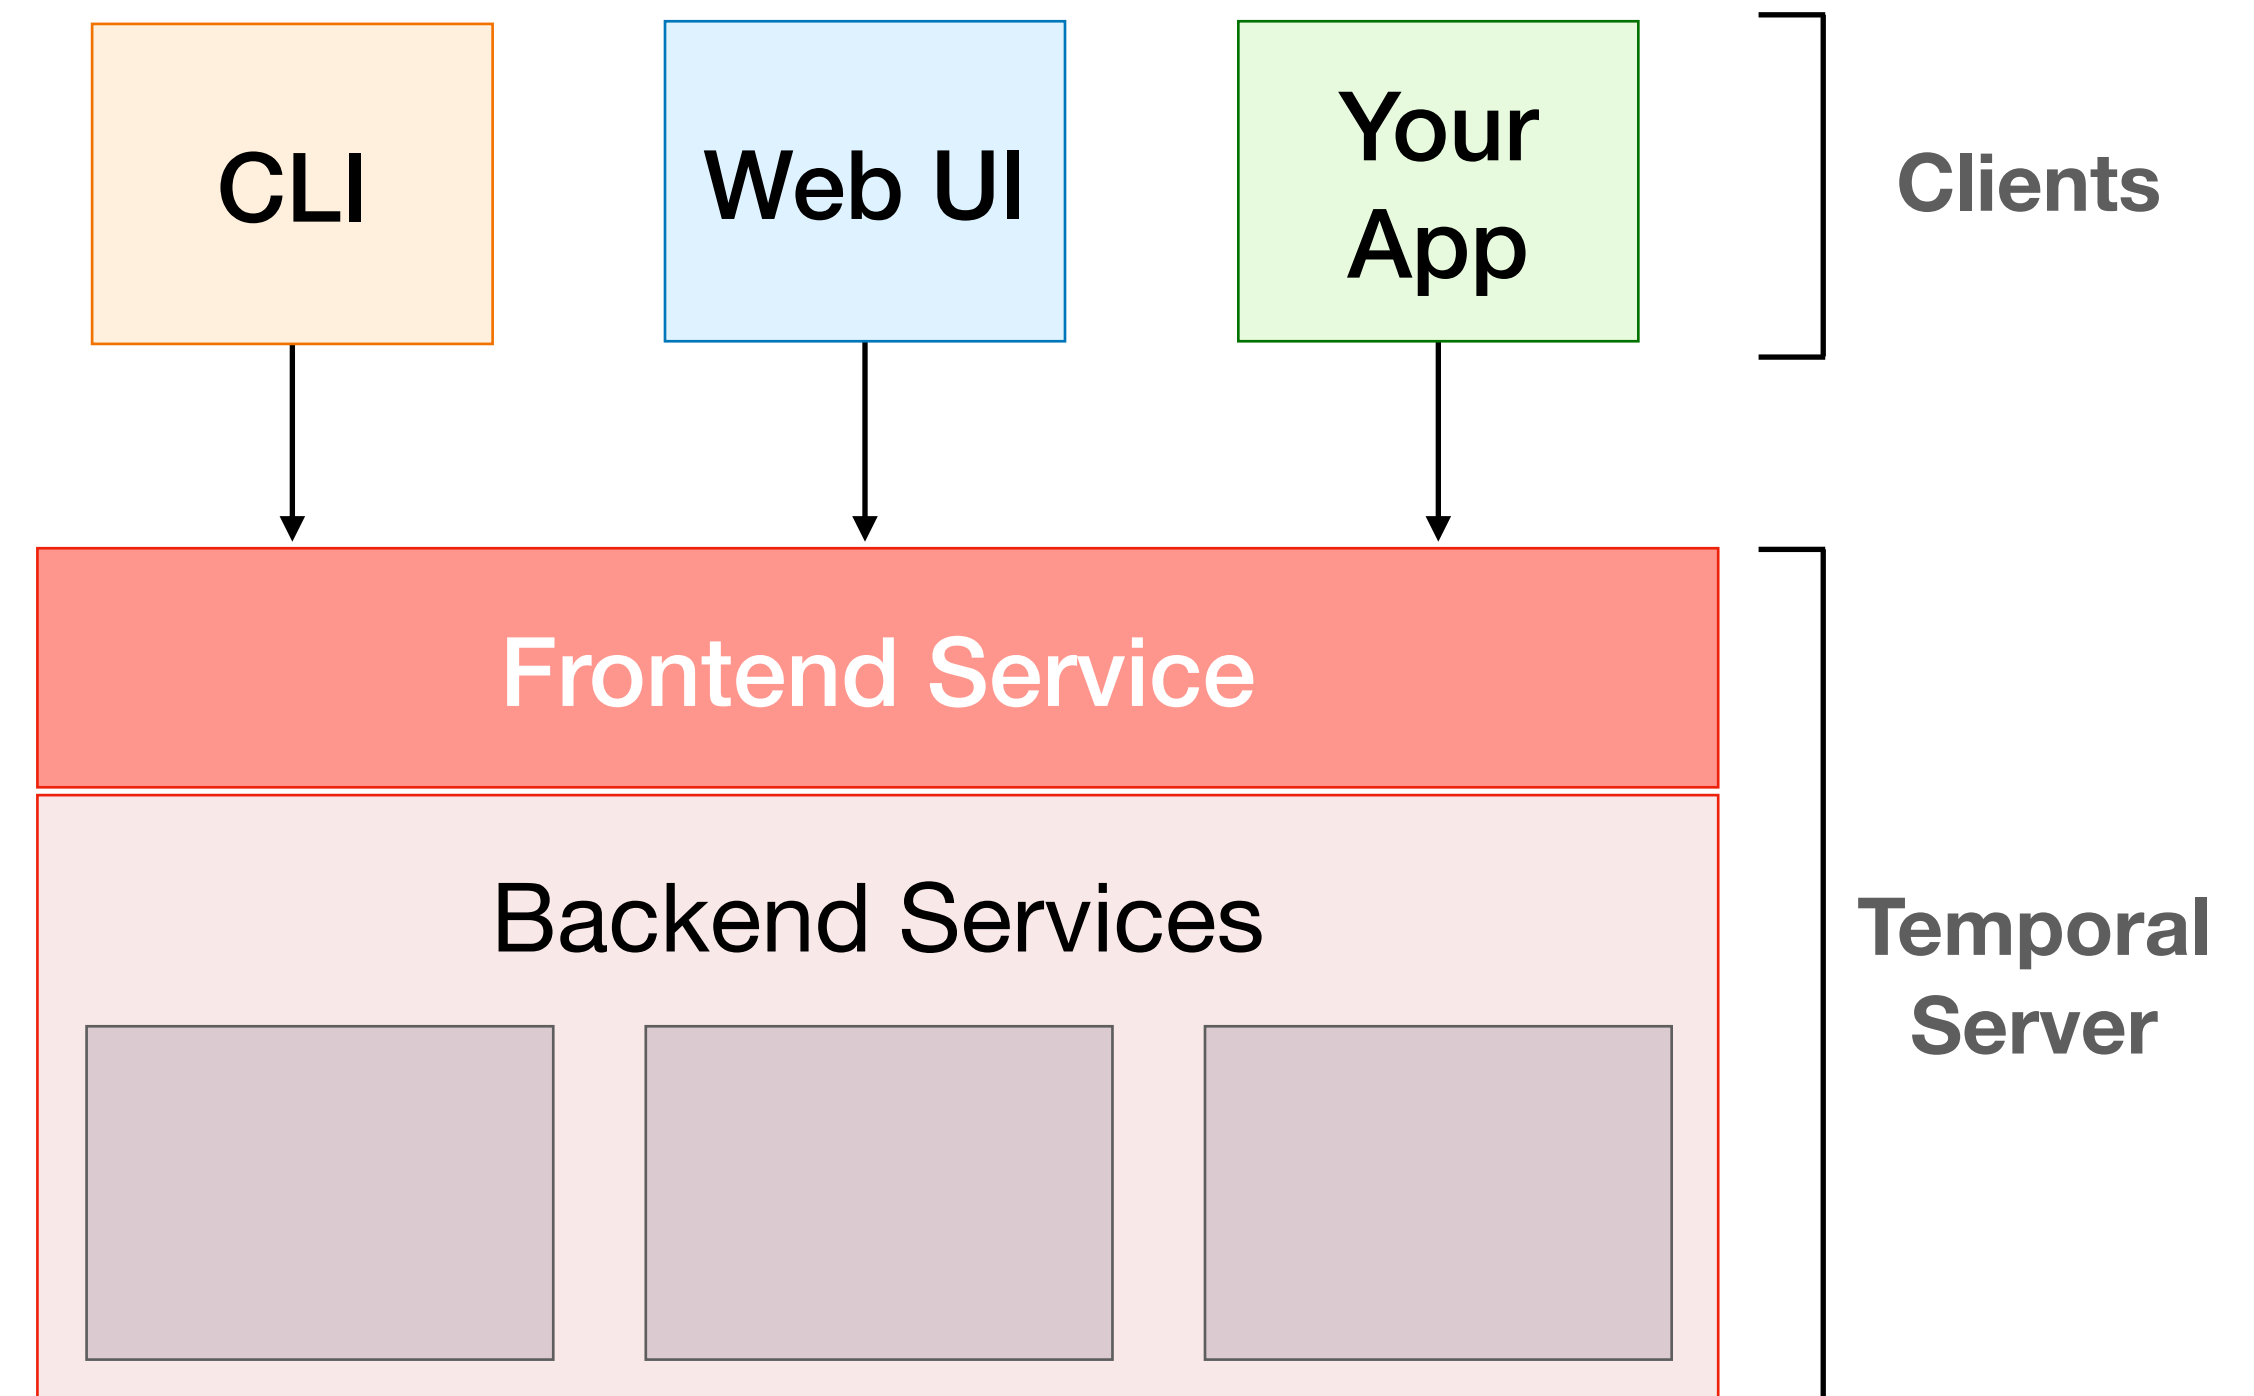 CLI
Web UI
Your
App
Clients
Frontend Service
Backend Services
Temporal
Server